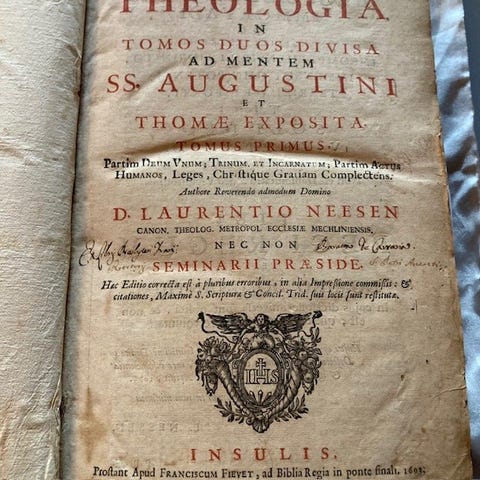 THEOLOGIA
IN
TOMOS DUOS DIVISA
AD MENTEM
SS. AUGUSTINI
ET
THOMÆ EXPOSITA.
TOMUS PRIMUS.
Partim DEUM VNUM; TRINUM, ET INCARNATUM; Partim ACTUS
HUMANOS, Leges, Christique Gratiam Complectens.
Authore Reverendo admodum Domino
D. LAURENTIO NEESEN
CANON. THEOLOG. METROPOL ECCLESIÆ MECHLINIENSIS,
NEC NON
SEMINARII PRÆSIDE.
Hæc Editio correcta est à pluribus erroribus, in alia Impressione commissis: &
citationes, Maximè S. Scripturæ & Concil. Trid. suis locis sunt restitutæ.
IHS
INSULIS.
Prostant Apud FRANCISCUM FIEVET, ad Biblia Regia in ponte finali. 1693.